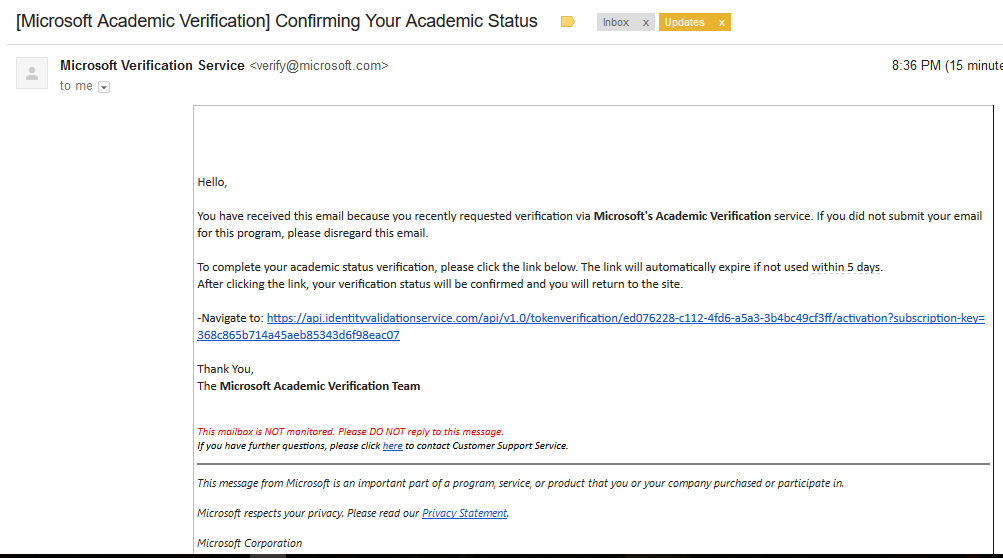 [Microsoft Academic Verification] Confirming Your Academic Status
Inbox x Updates x
Microsoft Verification Service <verify@microsoft.com> 8:36 PM (15 minute
to me
Hello,
You have received this email because you recently requested verification via Microsoft's Academic Verification service. If you did not submit your email
for this program, please disregard this email.
To complete your academic status verification, please click the link below. The link will automatically expire if not used within 5 days.
After clicking the link, your verification status will be confirmed and you will return to the site.
-Navigate to: https://api.identityvalidationservice.com/api/v1.0/tokenverification/ed076228-c112-4fd6-a5a3-3b4bc49cf3ff/activation?subscription-key=
368c865b714a45aeb85343d6f98eac07
Thank You,
The Microsoft Academic Verification Team
This mailbox is NOT monitored. Please DO NOT reply to this message.
If you have further questions, please click here to contact Customer Support Service.
This message from Microsoft is an important part of a program, service, or product that you or your company purchased or participate in.
Microsoft respects your privacy. Please read our Privacy Statement.
Microsoft Corporation